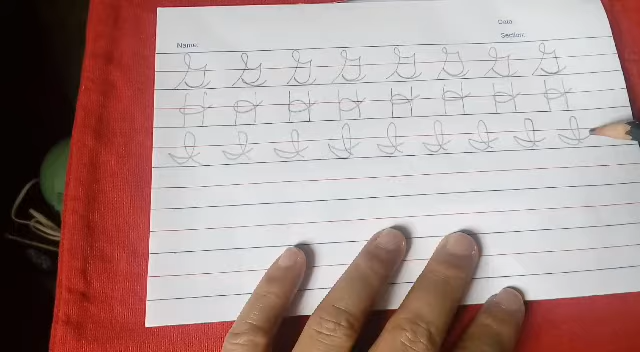 Date:
Name: Section:
G G G G G G G G
H H H H H H H H
I I I I I I I I I